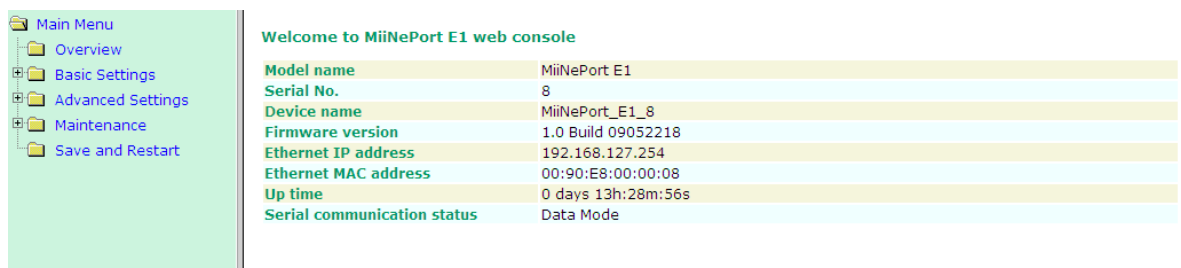 Main Menu
Overview
Basic Settings
Advanced Settings
Maintenance
Save and Restart
Welcome to MiiNePort E1 web console
Model name MiiNePort E1
Serial No. 8
Device name MiiNePort_E1_8
Firmware version 1.0 Build 09052218
Ethernet IP address 192.168.127.254
Ethernet MAC address 00:90:E8:00:00:08
Up time 0 days 13h:28m:56s
Serial communication status Data Mode